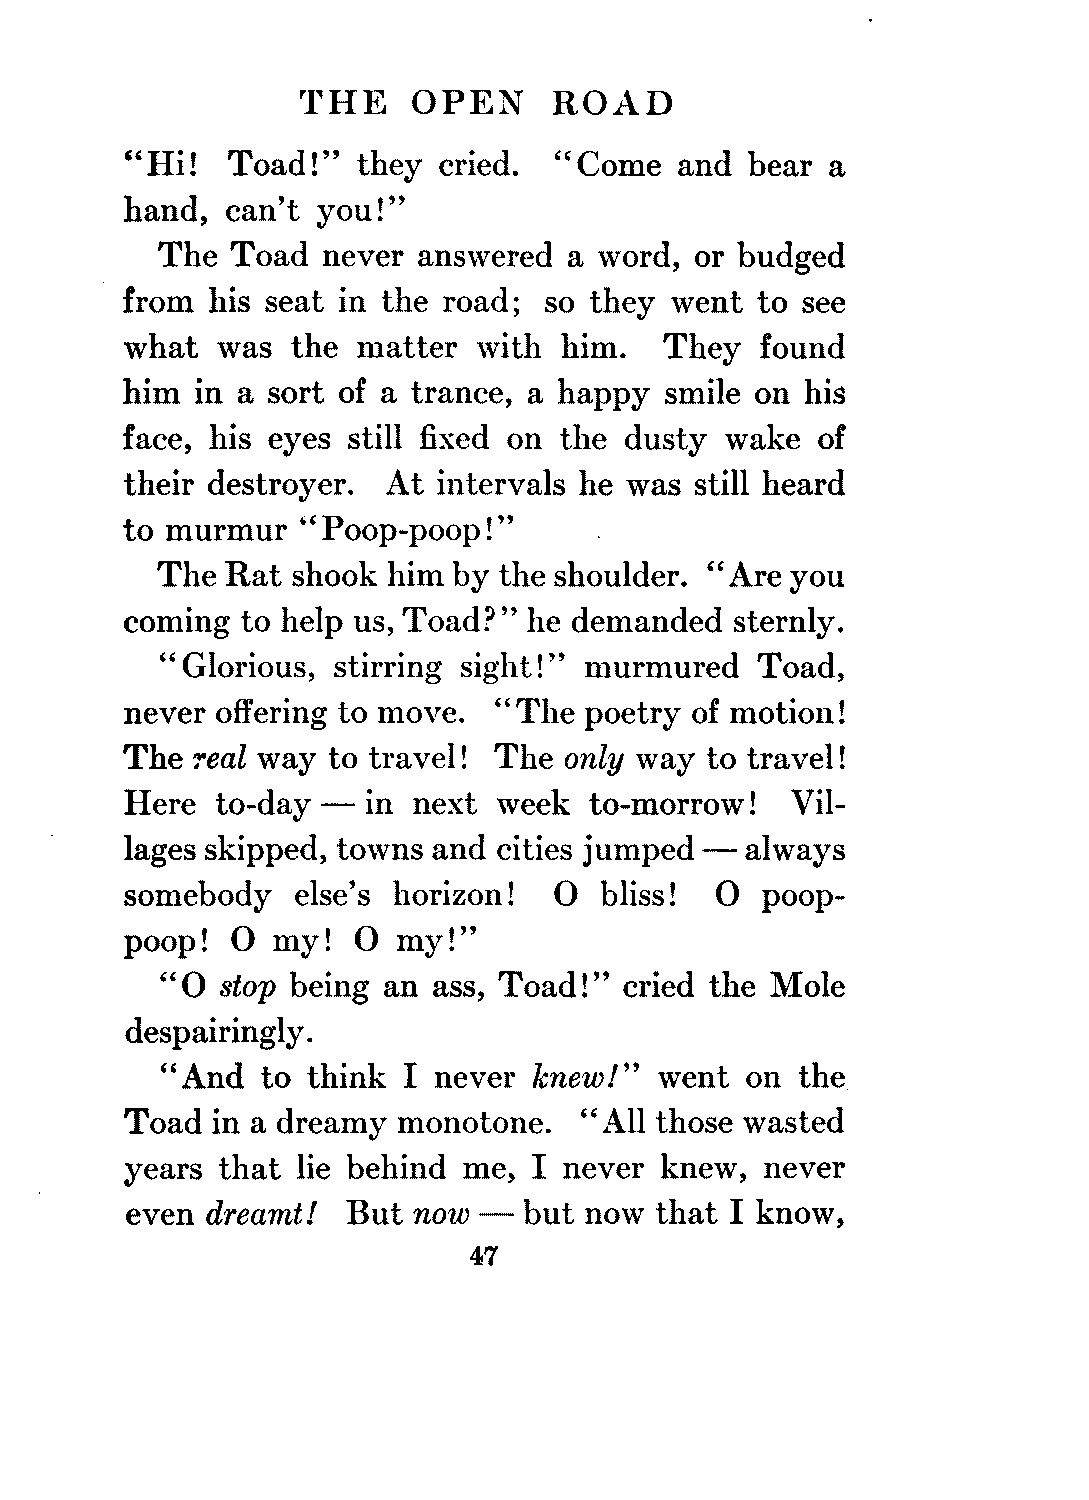 THE OPEN ROAD
“Hi! Toad!” they cried. “Come and bear a
hand, can’t you!”
The Toad never answered a word, or budged
from his seat in the road; so they went to see
what was the matter with him. They found
him in a sort of a trance, a happy smile on his
face, his eyes still fixed on the dusty wake of
their destroyer. At intervals he was still heard
to murmur “Poop-poop!”
The Rat shook him by the shoulder. “Are you
coming to help us, Toad?” he demanded sternly.
“Glorious, stirring sight!” murmured Toad,
never offering to move. “The poetry of motion!
The real way to travel! The only way to travel!
Here to-day — in next week to-morrow! Vil-
lages skipped, towns and cities jumped — always
somebody else’s horizon! O bliss! O poop-
poop! O my! O my!”
“O stop being an ass, Toad!” cried the Mole
despairingly.
“And to think I never knew!” went on the
Toad in a dreamy monotone. “All those wasted
years that lie behind me, I never knew, never
even dreamt! But now — but now that I know,
47